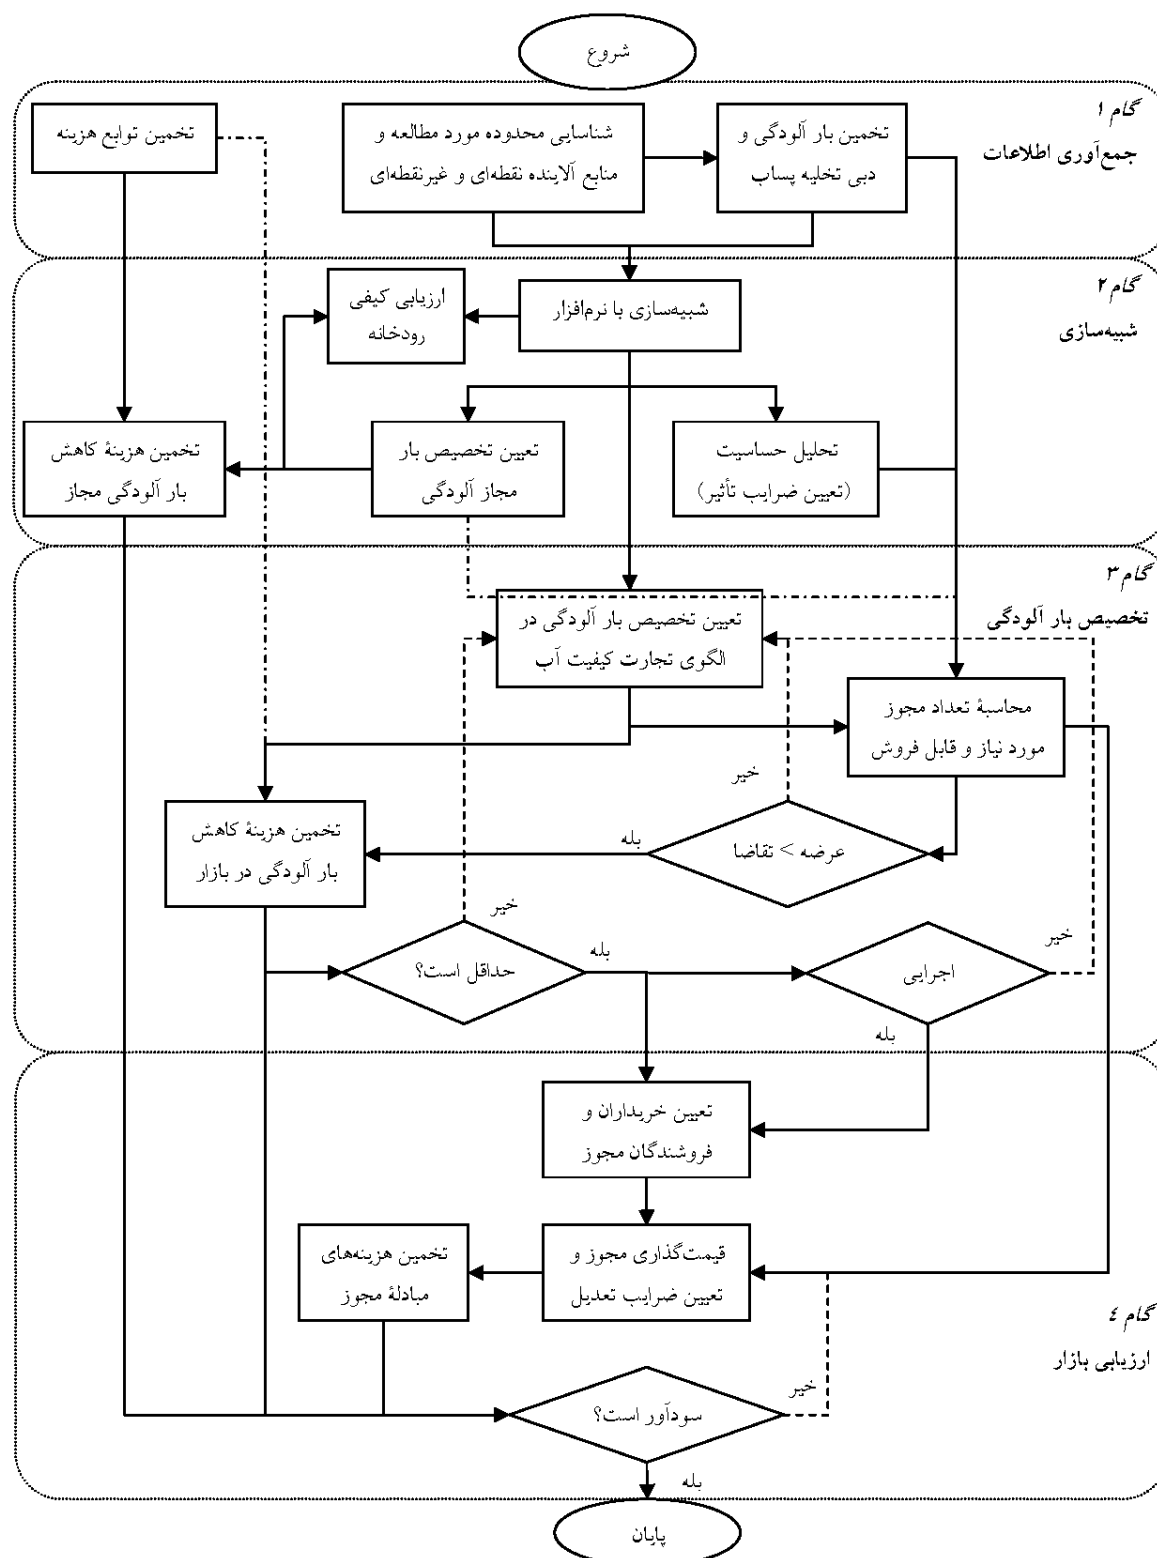 شروع
گام ۱
جمع‌آوری اطلاعات
تخمین بار آلودگی و
دبی تخلیه پساب
شناسایی محدوده مورد مطالعه و
منابع آلاینده نقطه‌ای و غیرنقطه‌ای
تخمین توابع هزینه
گام ۲
شبیه‌سازی
شبیه‌سازی با نرم‌افزار
ارزیابی کیفی
رودخانه
تحلیل حساسیت
(تعیین ضرایب تأثیر)
تعیین تخصیص بار
مجاز آلودگی
تخمین هزینهٔ کاهش
بار آلودگی مجاز
گام ۳
تخصیص بار آلودگی
تعیین تخصیص بار آلودگی در
الگوی تجارت کیفیت آب
محاسبهٔ تعداد مجوز
مورد نیاز و قابل فروش
خیر
عرضه > تقاضا
بله
تخمین هزینهٔ کاهش
بار آلودگی در بازار
خیر
حداقل است؟
بله
اجرایی
خیر
بله
تعیین خریداران و
فروشندگان مجوز
قیمت‌گذاری مجوز و
تعیین ضرایب تعدیل
تخمین هزینه‌های
مبادلهٔ مجوز
گام ٤
ارزیابی بازار
خیر
سودآور است؟
بله
پایان